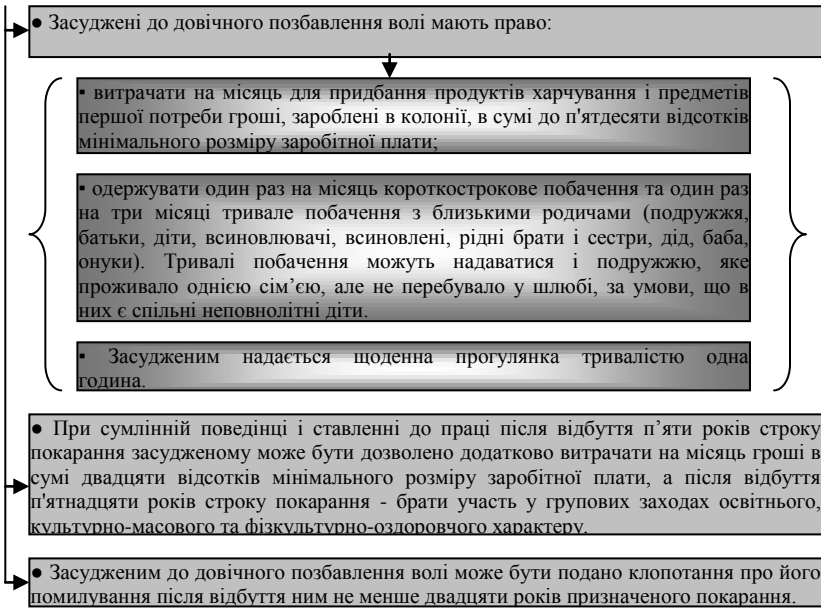 ● Засуджені до довічного позбавлення волі мають право:
▪ витрачати на місяць для придбання продуктів харчування і предметів
першої потреби гроші, зароблені в колонії, в сумі до п'ятдесяти відсотків
мінімального розміру заробітної плати;
▪ одержувати один раз на місяць короткострокове побачення та один раз
на три місяці тривале побачення з близькими родичами (подружжя,
батьки, діти, всиновлювачі, всиновлені, рідні брати і сестри, дід, баба,
онуки). Тривалі побачення можуть надаватися і подружжю, яке
проживало однією сім’єю, але не перебувало у шлюбі, за умови, що в
них є спільні неповнолітні діти.
▪ Засудженим надається щоденна прогулянка тривалістю одна
година.
● При сумлінній поведінці і ставленні до праці після відбуття п’яти років строку
покарання засудженому може бути дозволено додатково витрачати на місяць гроші в
сумі двадцяти відсотків мінімального розміру заробітної плати, а після відбуття
п'ятнадцяти років строку покарання - брати участь у групових заходах освітнього,
культурно-масового та фізкультурно-оздоровчого характеру.
● Засудженим до довічного позбавлення волі може бути подано клопотання про його
помилування після відбуття ним не менше двадцяти років призначеного покарання.